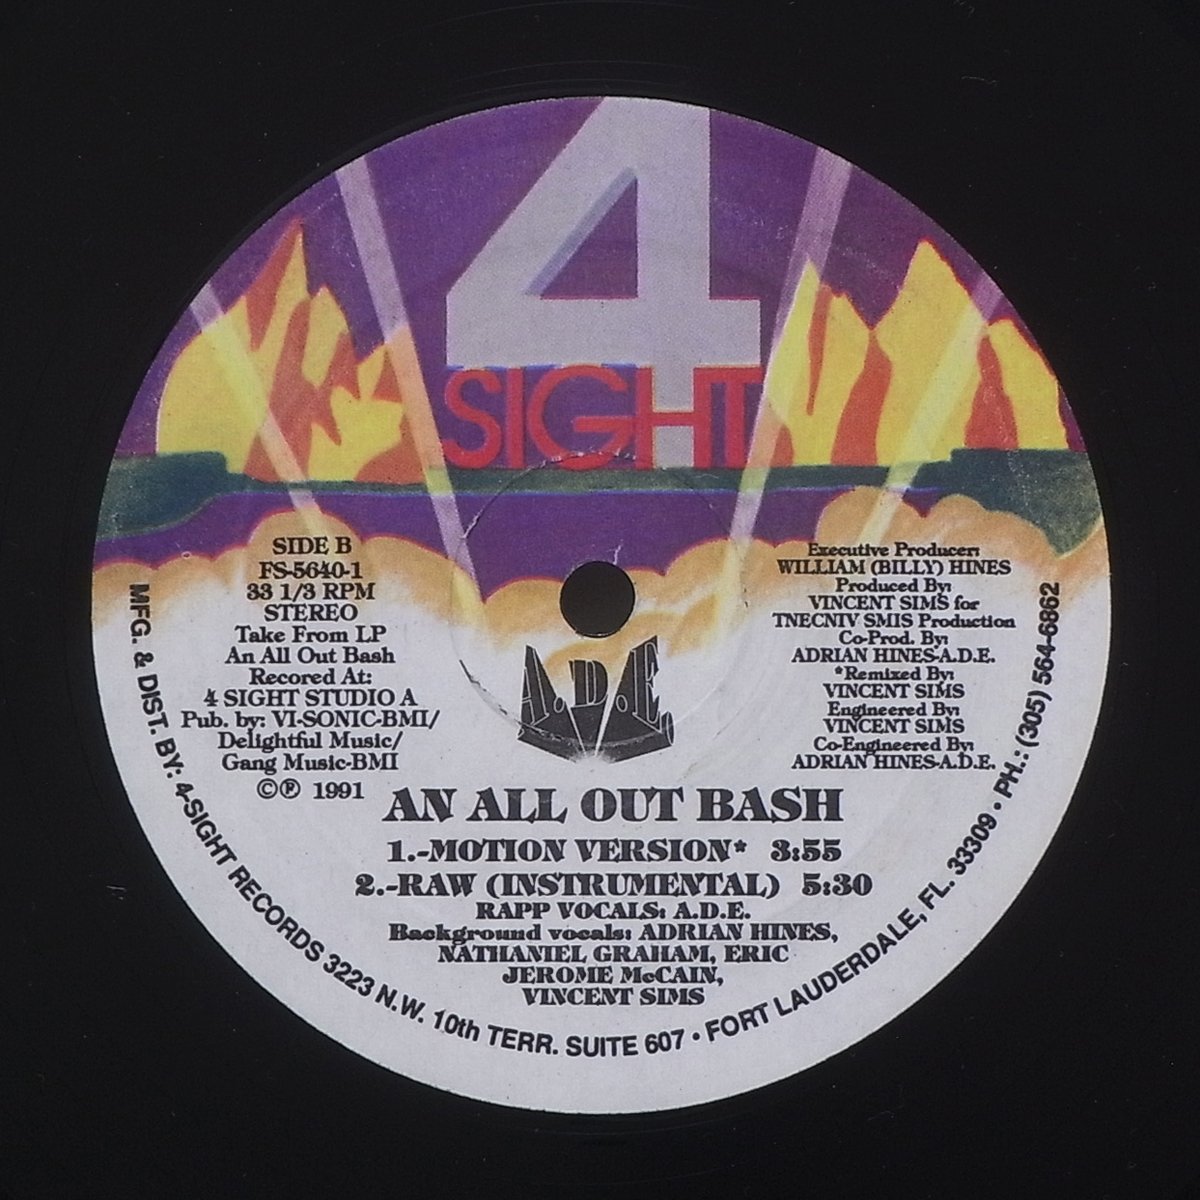 4
SIGHT
SIDE B
FS-5640-1
33 1/3 RPM
STEREO
Take From LP
An All Out Bash
Recored At:
4 SIGHT STUDIO A
Pub. by: VI-SONIC-BMI/
Delightful Music/
Gang Music-BMI
©℗ 1991
Executive Producer:
WILLIAM (BILLY) HINES
Produced By:
VINCENT SIMS for
TNECNIV SMIS Production
Co-Prod. By:
ADRIAN HINES-A.D.E.
*Remixed By:
VINCENT SIMS
Engineered By:
VINCENT SIMS
Co-Engineered By:
ADRIAN HINES-A.D.E.
A.D.E.
AN ALL OUT BASH
1.-MOTION VERSION* 3:55
2.-RAW (INSTRUMENTAL) 5:30
RAPP VOCALS: A.D.E.
Background vocals: ADRIAN HINES,
NATHANIEL GRAHAM, ERIC
JEROME McCAIN,
VINCENT SIMS
MFG. & DIST. BY: 4-SIGHT RECORDS 3223 N.W. 10th TERR. SUITE 607 • FORT LAUDERDALE, FL. 33309 • PH.: (305) 564-6862